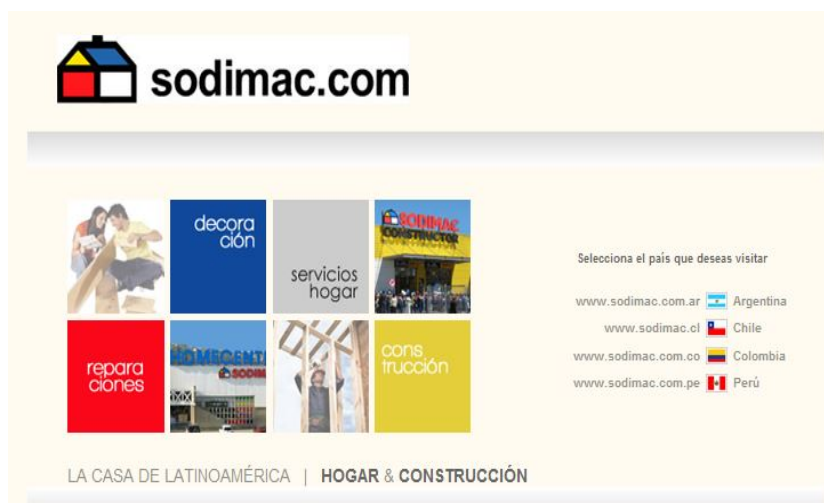 sodimac.com
decora
ción
servicios
hogar
SODIMAC
CONSTRUCTOR
repara
ciones
HOMECENT
SODIM
cons
trucción
Selecciona el país que deseas visitar
www.sodimac.com.ar Argentina
www.sodimac.cl Chile
www.sodimac.com.co Colombia
www.sodimac.com.pe Perú
LA CASA DE LATINOAMÉRICA | HOGAR & CONSTRUCCIÓN